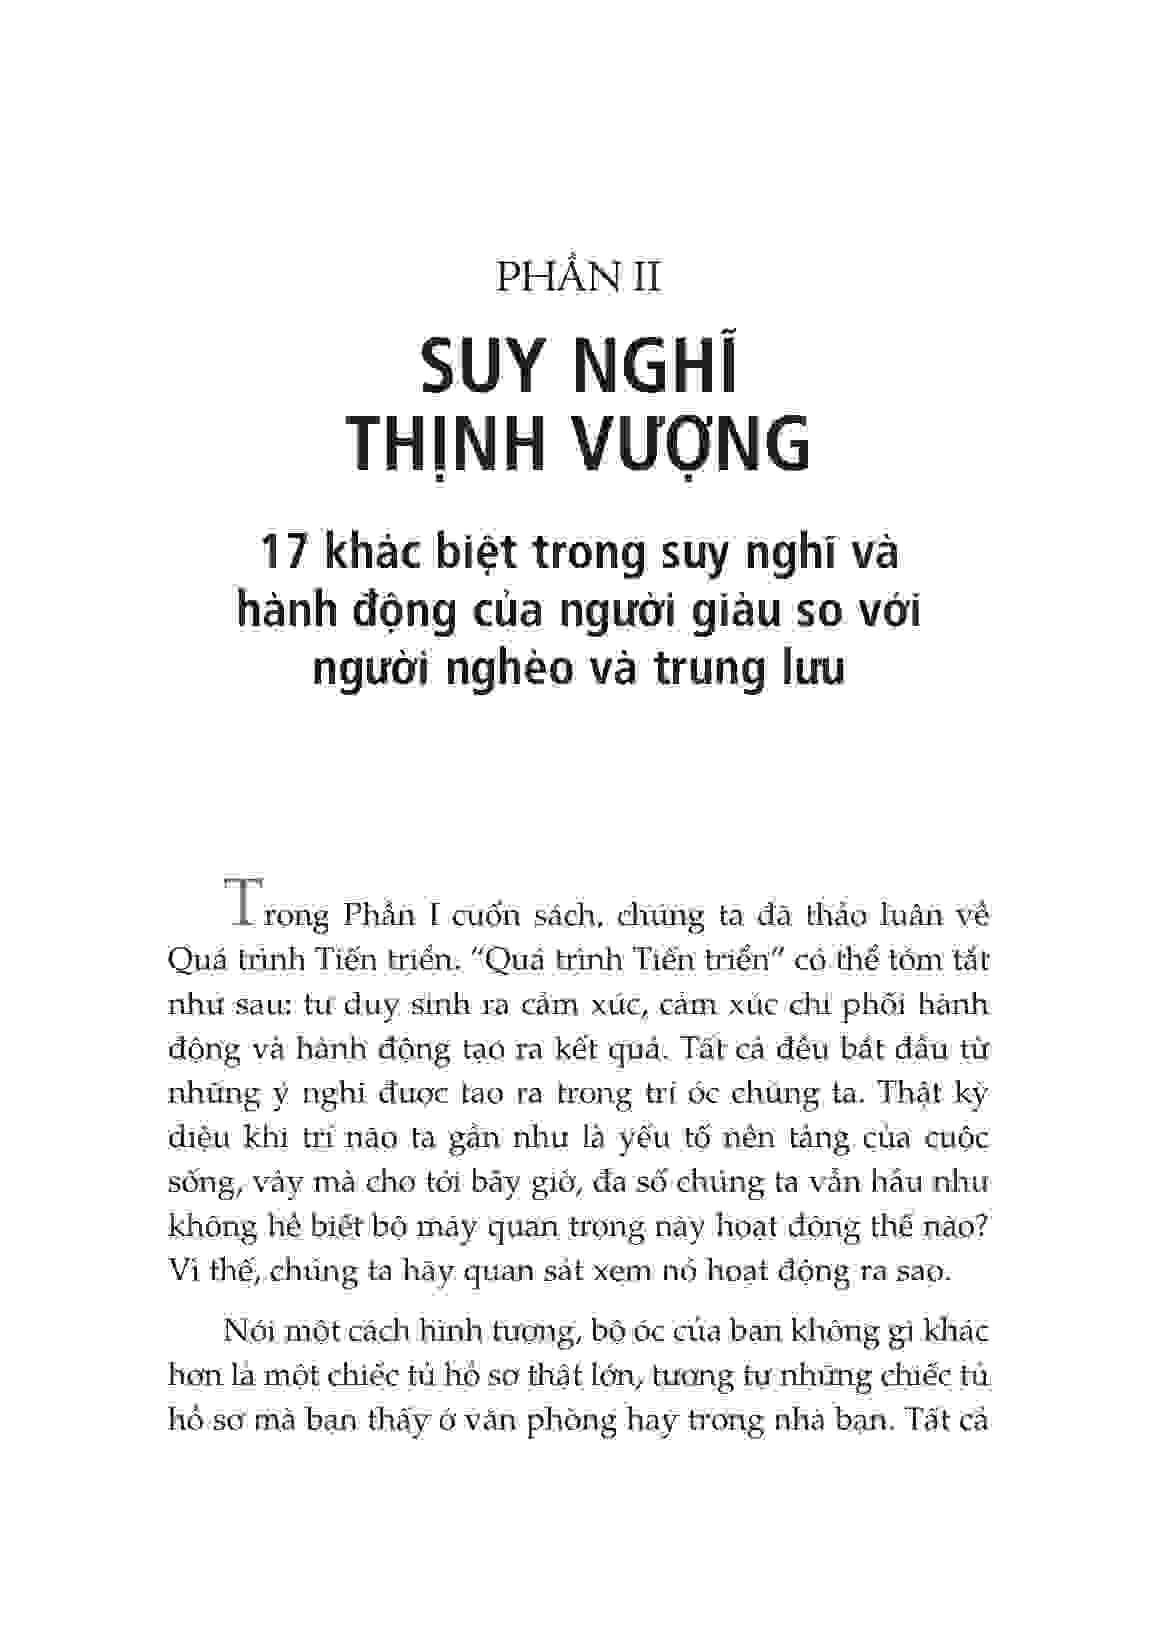 PHẦN II
SUY NGHĨ
THỊNH VƯỢNG
17 khác biệt trong suy nghĩ và
hành động của người giàu so với
người nghèo và trung lưu
Trong Phần I cuốn sách, chúng ta đã thảo luận về
Quá trình Tiến triển. “Quá trình Tiến triển” có thể tóm tắt
như sau: tư duy sinh ra cảm xúc, cảm xúc chi phối hành
động và hành động tạo ra kết quả. Tất cả đều bắt đầu từ
những ý nghĩ được tạo ra trong trí óc chúng ta. Thật kỳ
diệu khi trí não ta gần như là yếu tố nền tảng của cuộc
sống, vậy mà cho tới bây giờ, đa số chúng ta vẫn hầu như
không hề biết bộ máy quan trọng này hoạt động thế nào?
Vì thế, chúng ta hãy quan sát xem nó hoạt động ra sao.
Nói một cách hình tượng, bộ óc của bạn không gì khác
hơn là một chiếc tủ hồ sơ thật lớn, tương tự những chiếc tủ
hồ sơ mà bạn thấy ở văn phòng hay trong nhà bạn. Tất cả